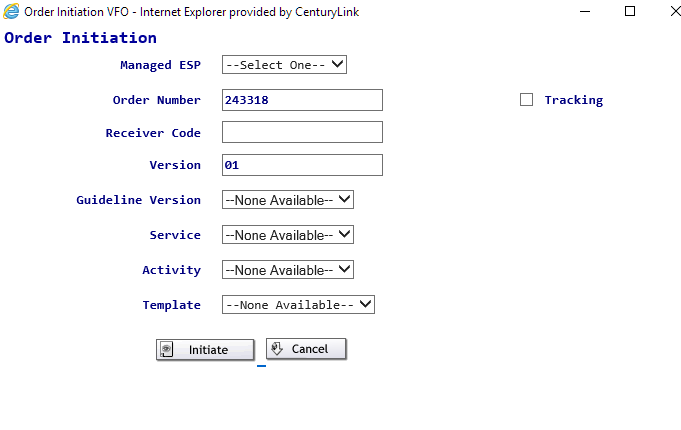 Order Initiation VFO - Internet Explorer provided by CenturyLink
Order Initiation
Managed ESP --Select One--
Order Number 243318 Tracking
Receiver Code
Version 01
Guideline Version --None Available--
Service --None Available--
Activity --None Available--
Template --None Available--
Initiate Cancel